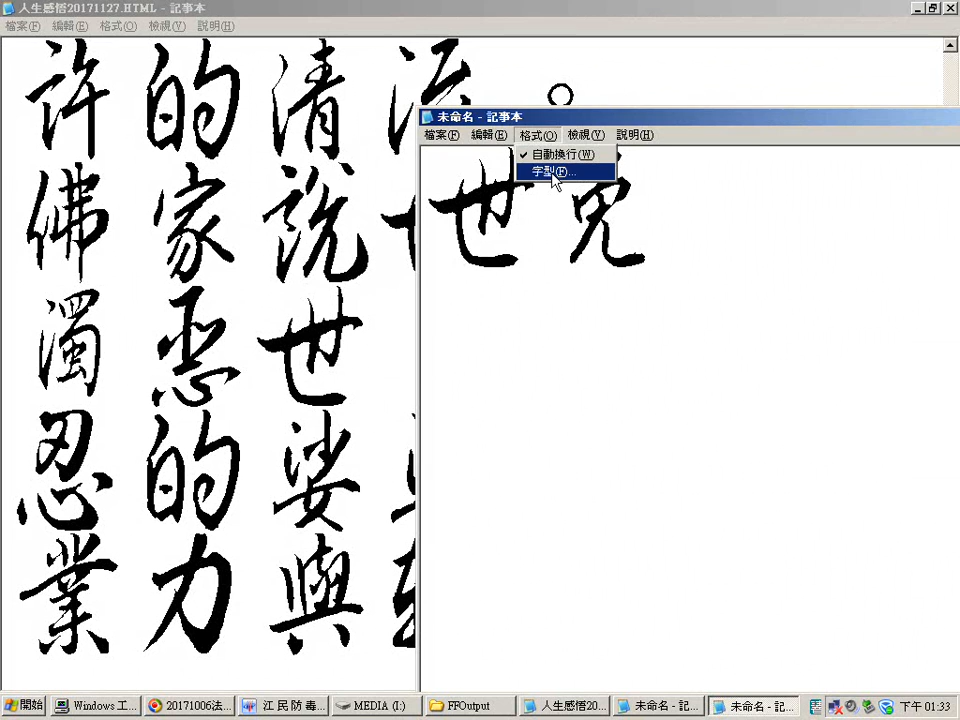 人生感悟20171127.HTML - 記事本
檔案(F) 編輯(E) 格式(O) 檢視(V) 說明(H)
許的清流。
佛家說
濁惡世
忍的娑
業力與
未命名 - 記事本
檔案(F) 編輯(E) 格式(O) 檢視(V) 說明(H)
自動換行(W)
字型(F)...
世
開始 Windows 工... 20171006法... 江民防毒... MEDIA (I:) FFOutput 人生感悟20... 未命名 - 記... 未命名 - 記... 下午 01:33